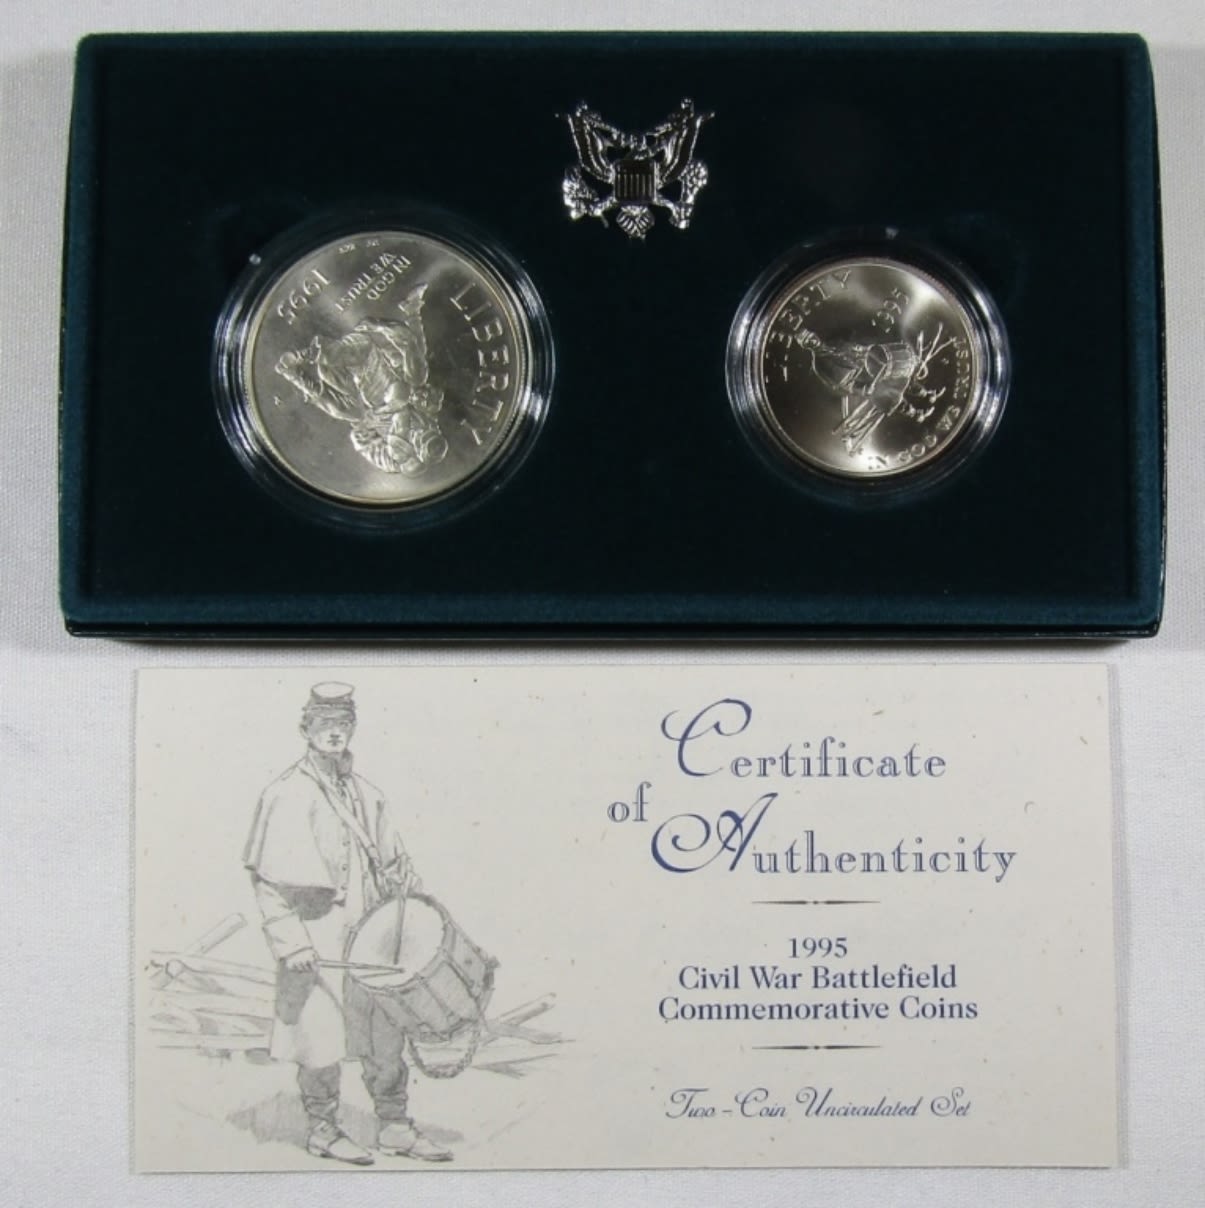 LIBERTY
IN GOD
WE TRUST
1995
LIBERTY
1995
IN GOD WE TRUST
Certificate
of Authenticity
1995
Civil War Battlefield
Commemorative Coins
Two-Coin Uncirculated Set